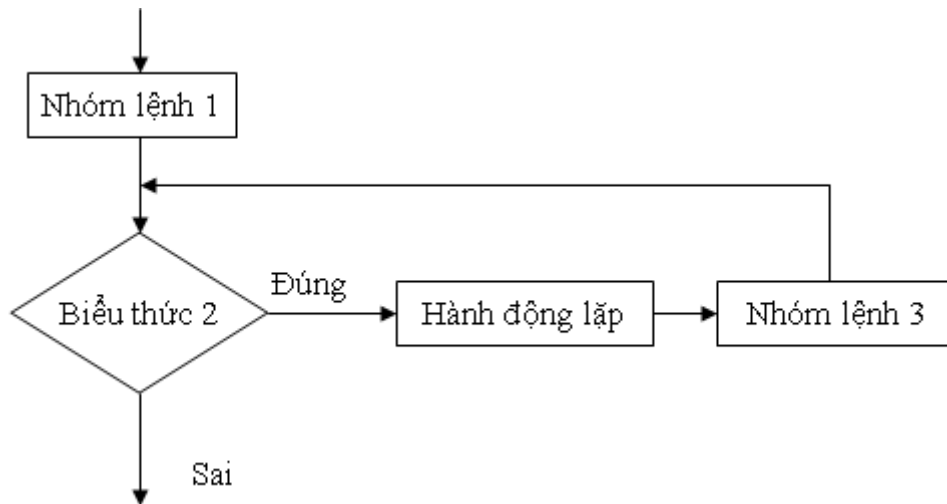 Nhóm lệnh 1
Đúng
Biểu thức 2
Hành động lặp
Nhóm lệnh 3
Sai